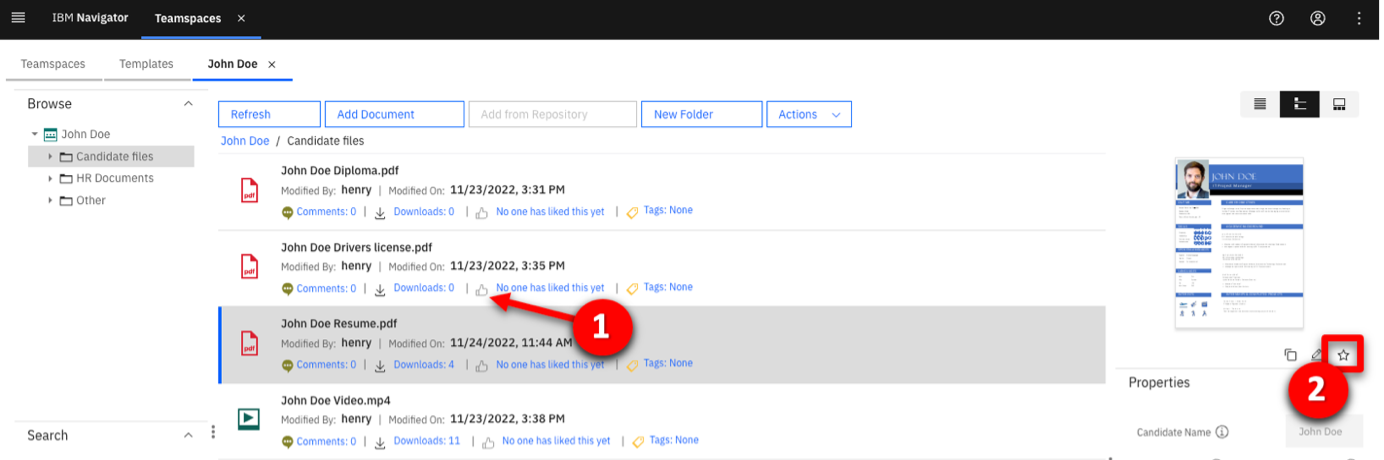 IBM Navigator
Teamspaces
Teamspaces
Templates
John Doe
Browse
John Doe
Candidate files
HR Documents
Other
Search
Refresh
Add Document
Add from Repository
New Folder
Actions
John Doe / Candidate files
pdf
John Doe Diploma.pdf
Modified By: henry | Modified On: 11/23/2022, 3:31 PM
Comments: 0 | Downloads: 0 | No one has liked this yet | Tags: None
pdf
John Doe Drivers license.pdf
Modified By: henry | Modified On: 11/23/2022, 3:35 PM
Comments: 0 | Downloads: 0 | No one has liked this yet | Tags: None
1
pdf
John Doe Resume.pdf
Modified By: henry | Modified On: 11/24/2022, 11:44 AM
Comments: 0 | Downloads: 4 | No one has liked this yet | Tags: None
John Doe Video.mp4
Modified By: henry | Modified On: 11/23/2022, 3:38 PM
Comments: 0 | Downloads: 11 | No one has liked this yet | Tags: None
JOHN DOE
2
Properties
Candidate Name
John Doe